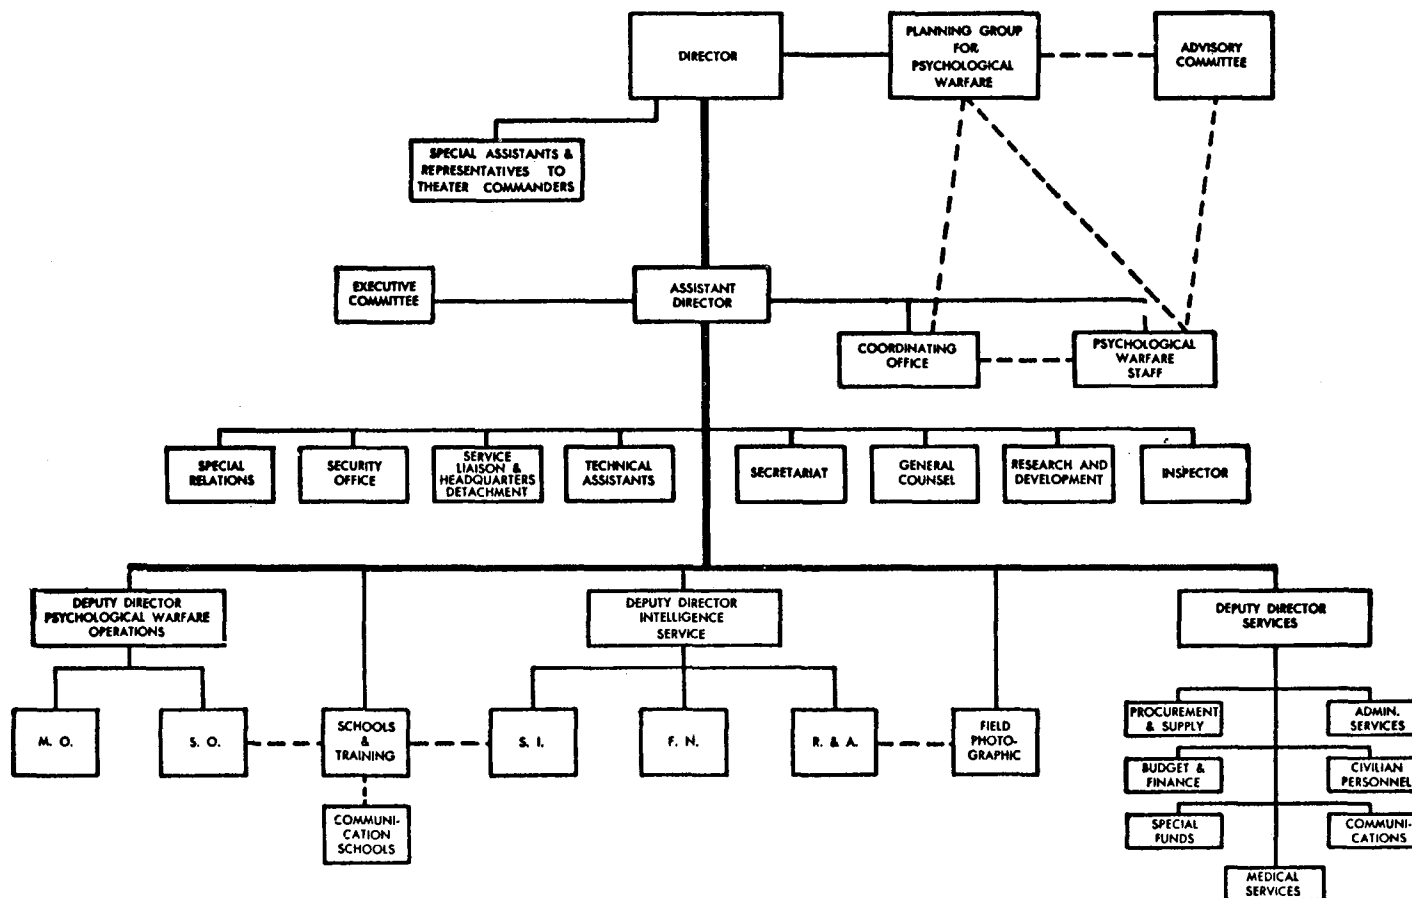 DIRECTOR
PLANNING GROUP
FOR
PSYCHOLOGICAL
WARFARE
ADVISORY
COMMITTEE
SPECIAL ASSISTANTS &
REPRESENTATIVES TO
THEATER COMMANDERS
EXECUTIVE
COMMITTEE
ASSISTANT
DIRECTOR
COORDINATING
OFFICE
PSYCHOLOGICAL
WARFARE
STAFF
SPECIAL
RELATIONS
SECURITY
OFFICE
SERVICE
LIAISON &
HEADQUARTERS
DETACHMENT
TECHNICAL
ASSISTANTS
SECRETARIAT
GENERAL
COUNSEL
RESEARCH AND
DEVELOPMENT
INSPECTOR
DEPUTY DIRECTOR
PSYCHOLOGICAL WARFARE
OPERATIONS
DEPUTY DIRECTOR
INTELLIGENCE
SERVICE
DEPUTY DIRECTOR
SERVICES
M. O.
S. O.
SCHOOLS
&
TRAINING
S. I.
F. N.
R. & A.
FIELD
PHOTO-
GRAPHIC
COMMUNI-
CATION
SCHOOLS
PROCUREMENT
& SUPPLY
ADMIN.
SERVICES
BUDGET &
FINANCE
CIVILIAN
PERSONNEL
SPECIAL
FUNDS
COMMUNI-
CATIONS
MEDICAL
SERVICES